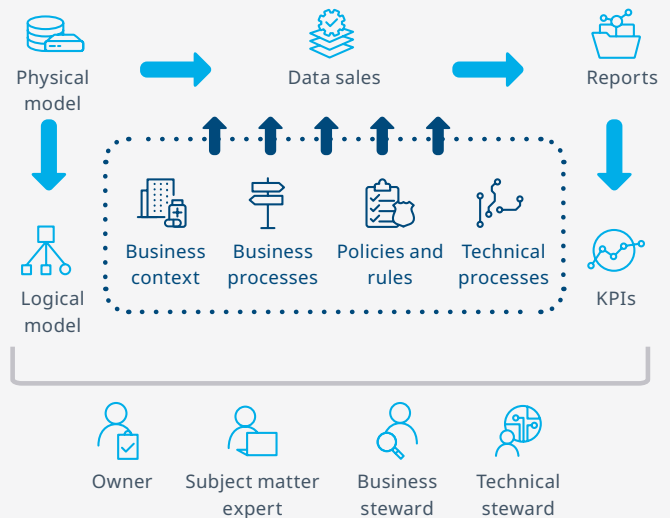 Physical
model
Data sales
Reports
Business
context
Business
processes
Policies and
rules
Technical
processes
Logical
model
KPIs
Owner
Subject matter
expert
Business
steward
Technical
steward